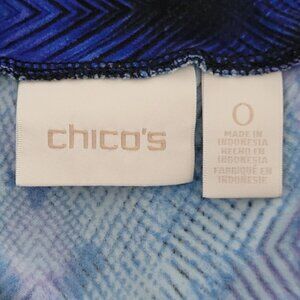 chico's
0
MADE IN
INDONESIA
HECHO EN
INDONESIA
FABRIQUÉ EN
INDONESIE